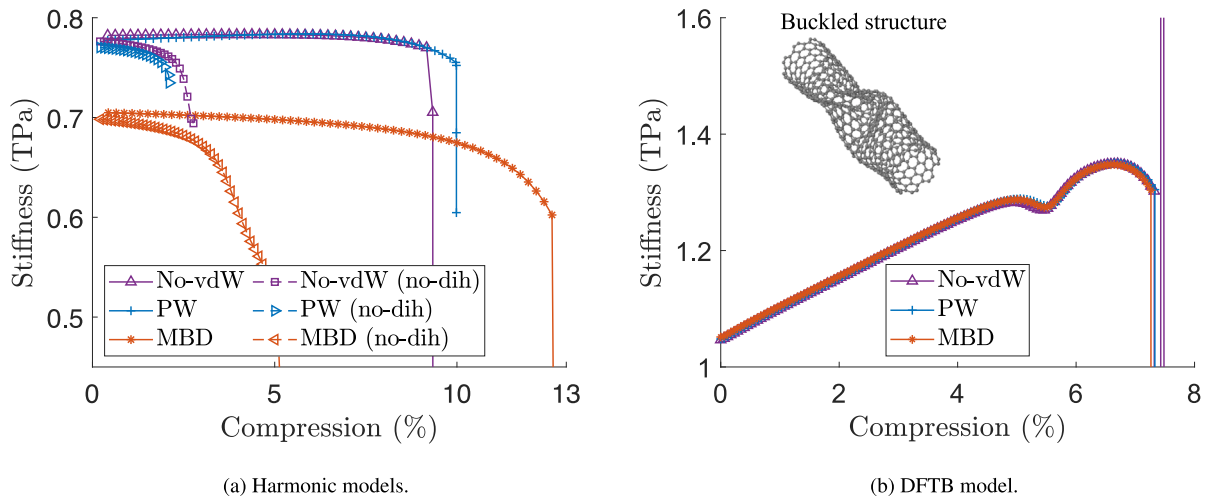 0.8
0.7
0.6
0.5
Stiffness (TPa)
No-vdW
PW
MBD
No-vdW (no-dih)
PW (no-dih)
MBD (no-dih)
0
5
10
13
Compression (%)
(a) Harmonic models.
1.6
1.4
1.2
1
Stiffness (TPa)
Buckled structure
No-vdW
PW
MBD
0
2
4
6
8
Compression (%)
(b) DFTB model.